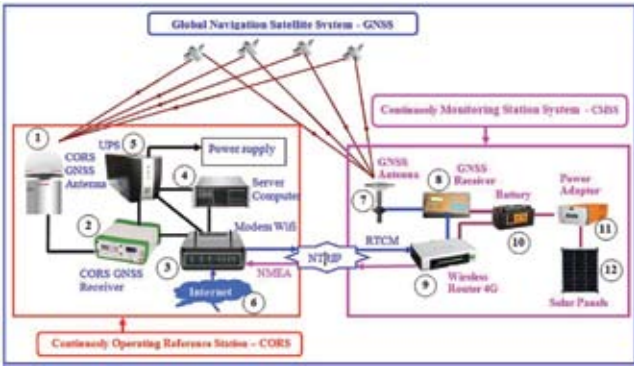 Global Navigation Satellite System - GNSS
Continuosly Monitoring Station System - CMSS
1
UPS
5
Power supply
CORS
GNSS
Antenna
4
Server
Computer
2
Modem Wifi
CORS GNSS
Receiver
3
Internet
6
NMEA
NTRIP
RTCM
GNSS
Antenna
7
8
GNSS
Receiver
Battery
10
Power
Adapter
11
12
9
Wireless
Router 4G
Solar Panels
Continuosly Operating Reference Station – CORS